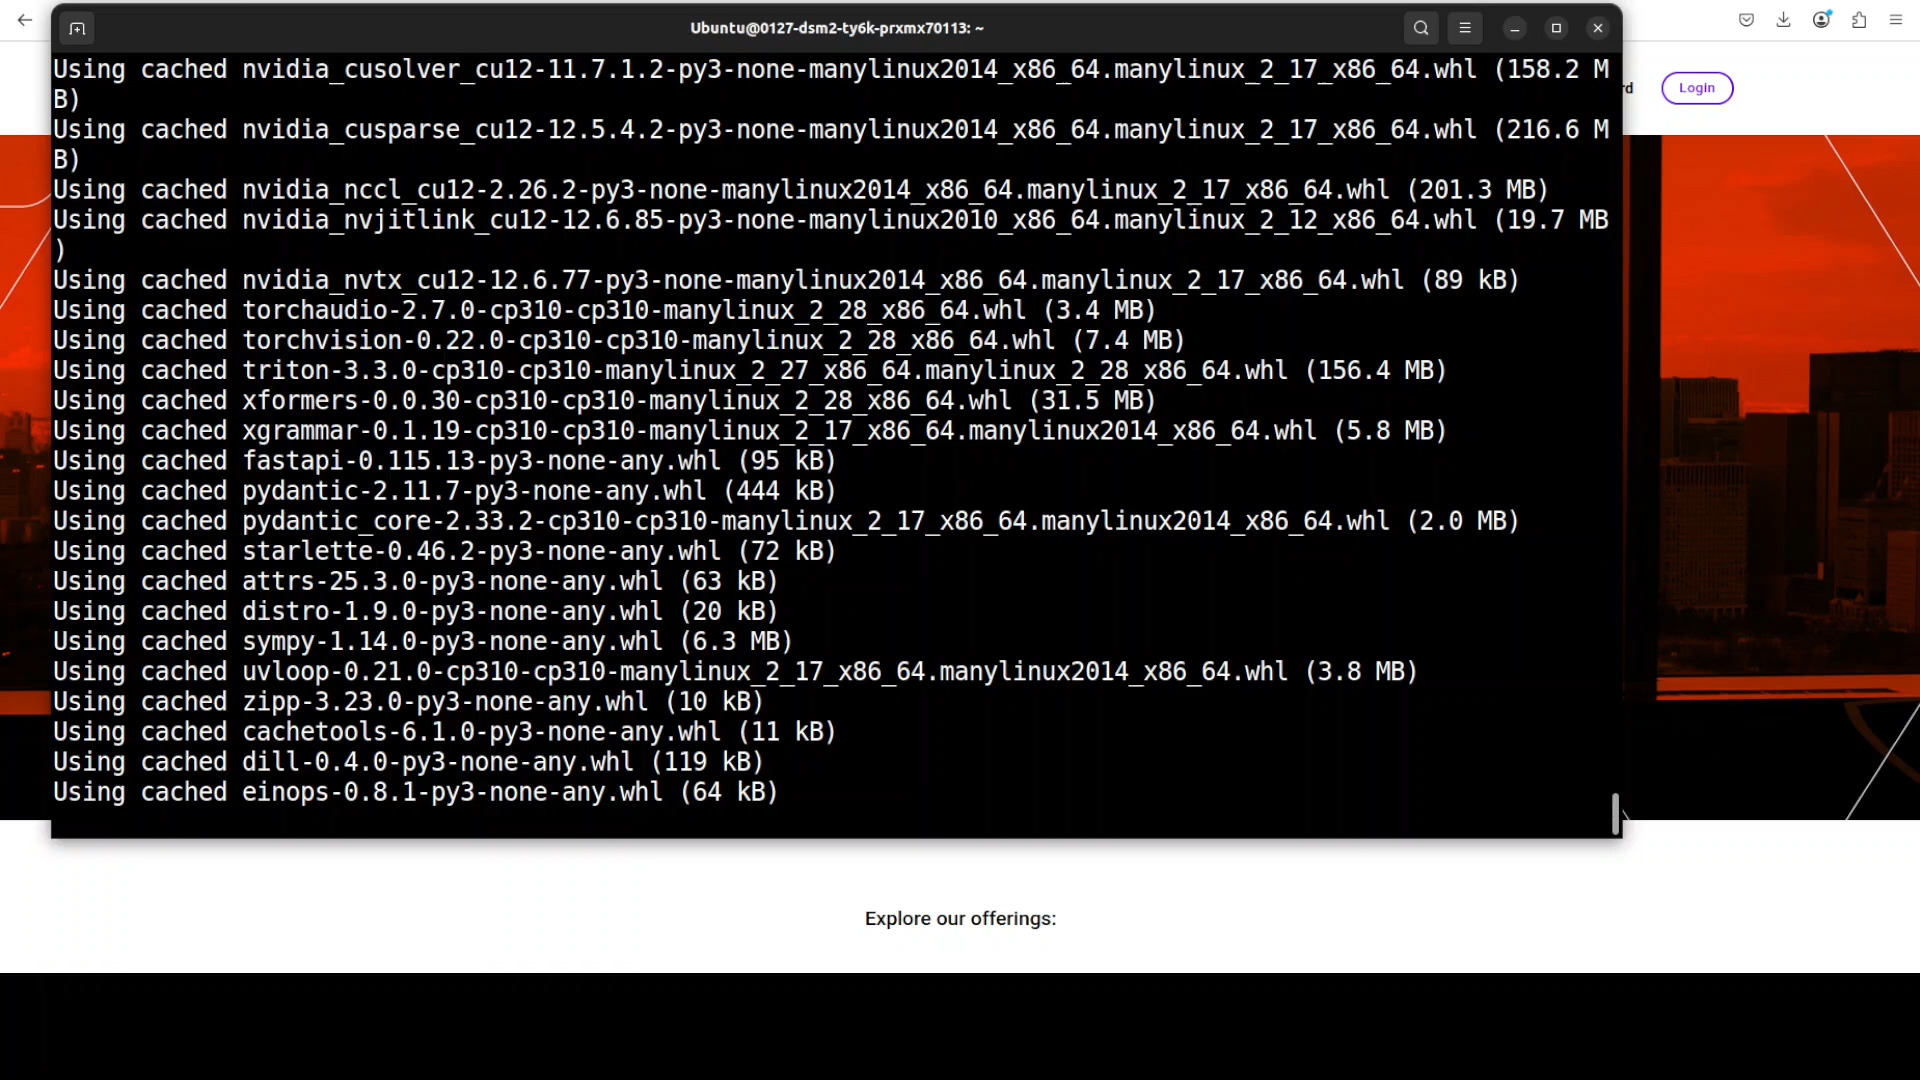 Ubuntu@0127-dsm2-ty6k-prxmx70113: ~
Using cached nvidia_cusolver_cu12-11.7.1.2-py3-none-manylinux2014_x86_64.manylinux_2_17_x86_64.whl (158.2 M
B)
Using cached nvidia_cusparse_cu12-12.5.4.2-py3-none-manylinux2014_x86_64.manylinux_2_17_x86_64.whl (216.6 M
B)
Using cached nvidia_nccl_cu12-2.26.2-py3-none-manylinux2014_x86_64.manylinux_2_17_x86_64.whl (201.3 MB)
Using cached nvidia_nvjitlink_cu12-12.6.85-py3-none-manylinux2010_x86_64.manylinux_2_12_x86_64.whl (19.7 MB
)
Using cached nvidia_nvtx_cu12-12.6.77-py3-none-manylinux2014_x86_64.manylinux_2_17_x86_64.whl (89 kB)
Using cached torchaudio-2.7.0-cp310-cp310-manylinux_2_28_x86_64.whl (3.4 MB)
Using cached torchvision-0.22.0-cp310-cp310-manylinux_2_28_x86_64.whl (7.4 MB)
Using cached triton-3.3.0-cp310-cp310-manylinux_2_27_x86_64.manylinux_2_28_x86_64.whl (156.4 MB)
Using cached xformers-0.0.30-cp310-cp310-manylinux_2_28_x86_64.whl (31.5 MB)
Using cached xgrammar-0.1.19-cp310-cp310-manylinux_2_17_x86_64.manylinux2014_x86_64.whl (5.8 MB)
Using cached fastapi-0.115.13-py3-none-any.whl (95 kB)
Using cached pydantic-2.11.7-py3-none-any.whl (444 kB)
Using cached pydantic_core-2.33.2-cp310-cp310-manylinux_2_17_x86_64.manylinux2014_x86_64.whl (2.0 MB)
Using cached starlette-0.46.2-py3-none-any.whl (72 kB)
Using cached attrs-25.3.0-py3-none-any.whl (63 kB)
Using cached distro-1.9.0-py3-none-any.whl (20 kB)
Using cached sympy-1.14.0-py3-none-any.whl (6.3 MB)
Using cached uvloop-0.21.0-cp310-cp310-manylinux_2_17_x86_64.manylinux2014_x86_64.whl (3.8 MB)
Using cached zipp-3.23.0-py3-none-any.whl (10 kB)
Using cached cachetools-6.1.0-py3-none-any.whl (11 kB)
Using cached dill-0.4.0-py3-none-any.whl (119 kB)
Using cached einops-0.8.1-py3-none-any.whl (64 kB)
Login
Explore our offerings: